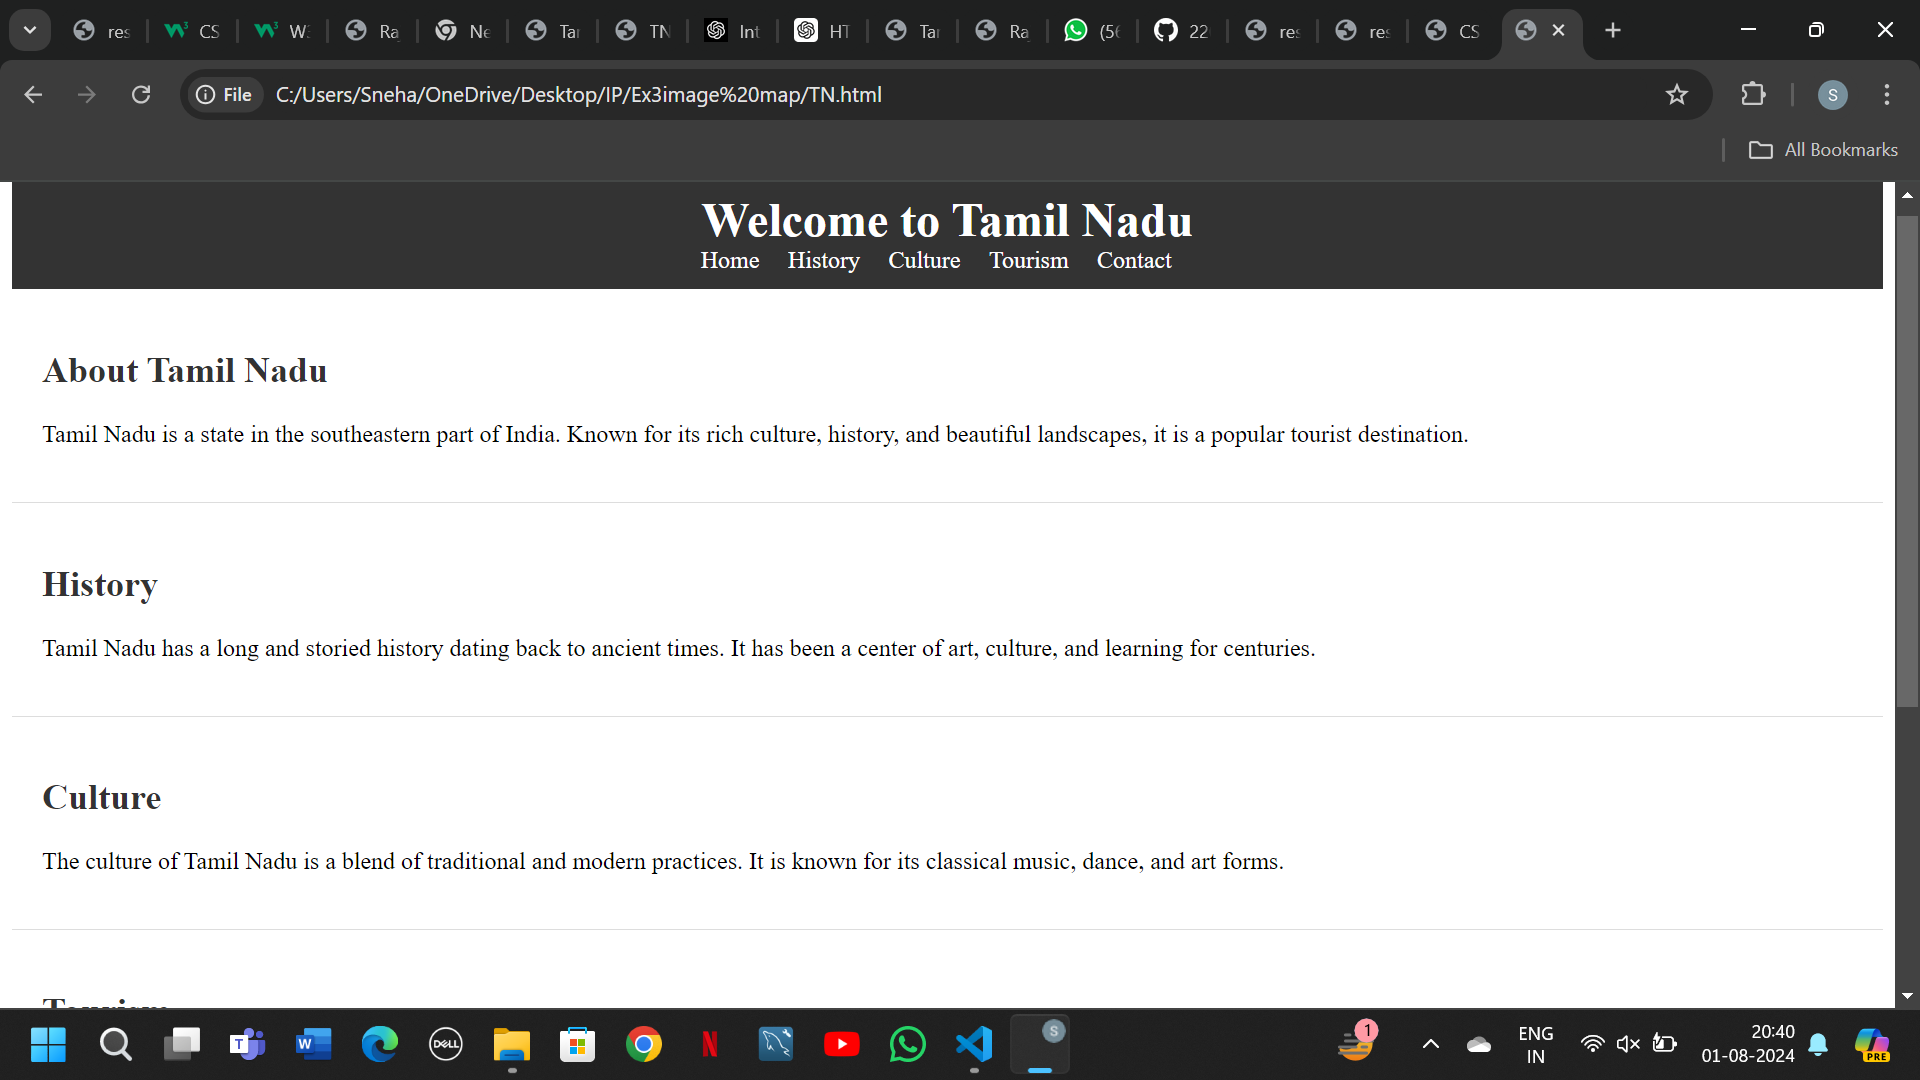 res
CS
W3
Ra
Ne
Tar
TN
Int
HT
Tar
Ra
(56
22
res
res
CS
File
C:/Users/Sneha/OneDrive/Desktop/IP/Ex3image%20map/TN.html
S
All Bookmarks
Welcome to Tamil Nadu
Home History Culture Tourism Contact
About Tamil Nadu
Tamil Nadu is a state in the southeastern part of India. Known for its rich culture, history, and beautiful landscapes, it is a popular tourist destination.
History
Tamil Nadu has a long and storied history dating back to ancient times. It has been a center of art, culture, and learning for centuries.
Culture
The culture of Tamil Nadu is a blend of traditional and modern practices. It is known for its classical music, dance, and art forms.
Tourism
DELL
S
1
ENG
IN
20:40
01-08-2024
PRE